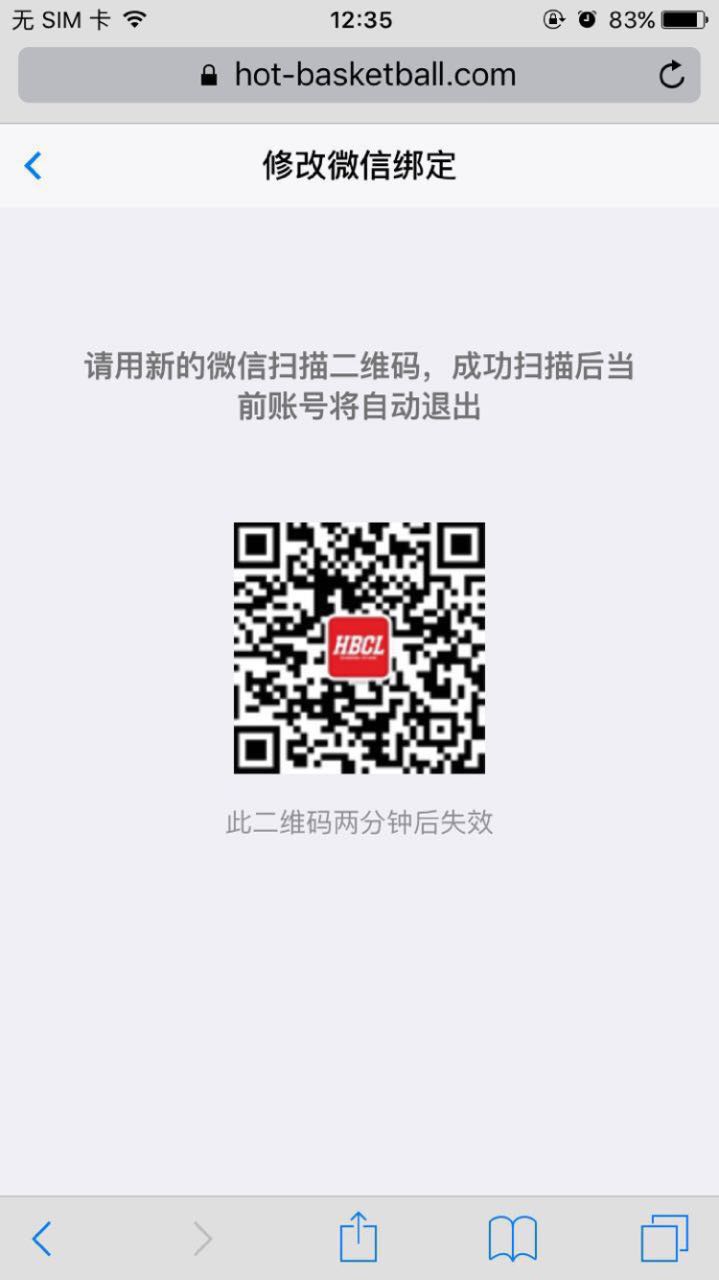 无 SIM 卡 12:35 83%
hot-basketball.com
修改微信绑定
请用新的微信扫描二维码，成功扫描后当
前账号将自动退出
HBCL
此二维码两分钟后失效